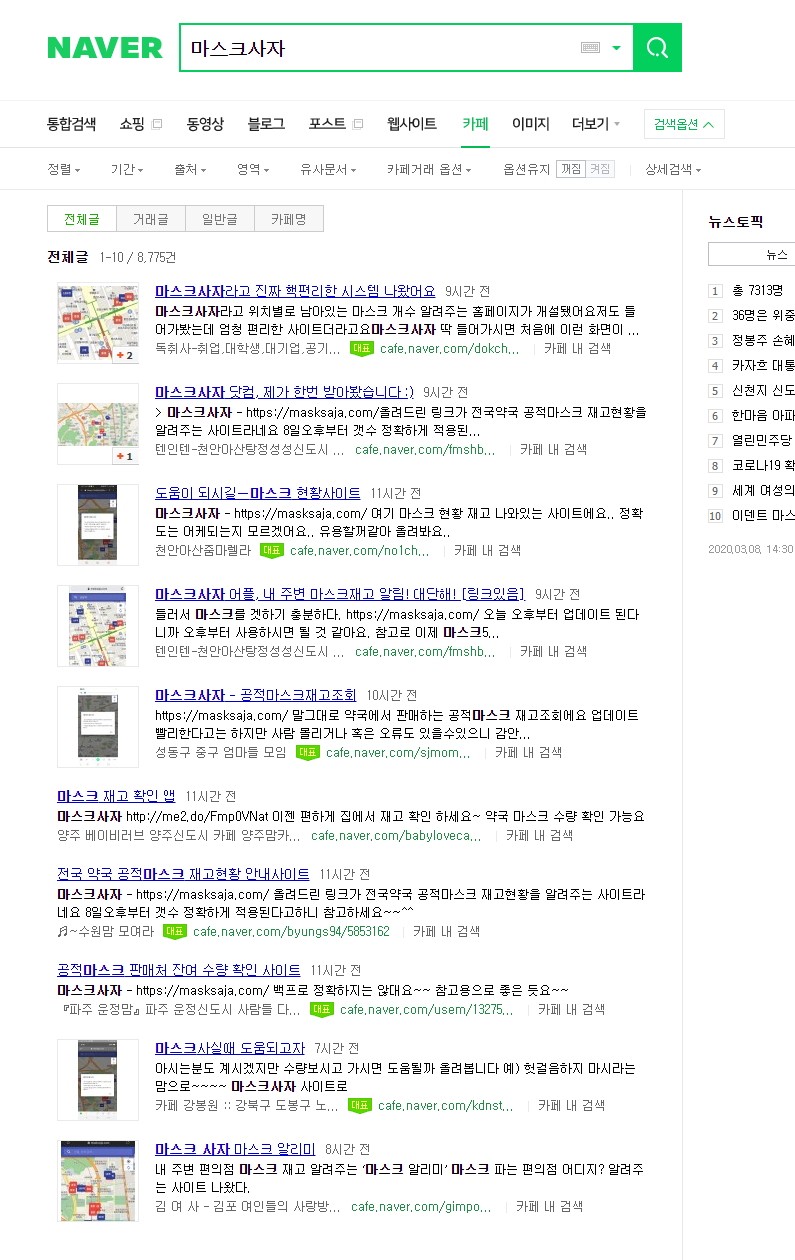 NAVER
마스크사자
통합검색 쇼핑 동영상 블로그 포스트 웹사이트 카페 이미지 더보기 검색옵션
정렬 기간 출처 영역 유사문서 카페거래 옵션 옵션유지 꺼짐 켜짐 상세검색
전체글 거래글 일반글 카페명
전체글 1-10 / 8,775건
마스크사자라고 진짜 핵편리한 시스템 나왔어요 9시간 전
마스크사자라고 위치별로 남아있는 마스크 개수 알려주는 홈페이지가 개설됐어요저도 들
어가봤는데 엄청 편리한 사이트더라고요마스크사자 딱 들어가시면 처음에 이런 화면이 ...
+ 2
독취사-취업,대학생,대기업,공기... 대표 cafe.naver.com/dokch... 카페 내 검색
마스크사자 닷컴, 제가 한번 받아봤습니다 :) 9시간 전
> 마스크사자 - https://masksaja.com/올려드린 링크가 전국약국 공적마스크 재고현황을
알려주는 사이트라네요 8일오후부터 갯수 정확하게 적용된...
+ 1
텐인텐-천안아산탕정성성신도시 ... cafe.naver.com/fmshb... 카페 내 검색
도움이 되시길-마스크 현황사이트 11시간 전
마스크사자 - https://masksaja.com/ 여기 마스크 현황 재고 나와있는 사이트에요.. 정확
도는 어케되는지 모르겠어요.. 유용할꺼같아 올려봐요..
천안아산줌마렐라 대표 cafe.naver.com/no1ch... 카페 내 검색
마스크사자 어플, 내 주변 마스크재고 알림! 대단해! [링크있음] 9시간 전
들러서 마스크를 겟하기 충분하다. https://masksaja.com/ 오늘 오후부터 업데이트 된다
니까 오후부터 사용하시면 될 것 같아요. 참고로 이제 마스크5...
텐인텐-천안아산탕정성성신도시 ... cafe.naver.com/fmshb... 카페 내 검색
마스크사자 - 공적마스크재고조회 10시간 전
https://masksaja.com/ 말그대로 약국에서 판매하는 공적마스크 재고조회에요 업데이트
빨리한다고는 하지만 사람 몰리거나 혹은 오류도 있을수있으니 감안...
성동구 중구 엄마들 모임 대표 cafe.naver.com/sjmom... 카페 내 검색
마스크 재고 확인 앱 11시간 전
마스크사자 http://me2.do/Fmp0VNat 이젠 편하게 집에서 재고 확인 하세요~ 약국 마스크 수량 확인 가능요
양주 베이비러브 양주신도시 카페 양주맘카... cafe.naver.com/babyloveca... 카페 내 검색
전국 약국 공적마스크 재고현황 안내사이트 11시간 전
마스크사자 - https://masksaja.com/ 올려드린 링크가 전국약국 공적마스크 재고현황을 알려주는 사이트라
네요 8일오후부터 갯수 정확하게 적용된다고하니 참고하세요~~^^
♬~수원맘 모여라 대표 cafe.naver.com/byungs94/5853162 카페 내 검색
공적마스크 판매처 잔여 수량 확인 사이트 11시간 전
마스크사자 - https://masksaja.com/ 백프로 정확하지는 않대요~~ 참고용으로 좋은 듯요~~
『파주 운정맘』파주 운정신도시 사람들 다... 대표 cafe.naver.com/usem/13275... 카페 내 검색
마스크사실때 도움되고자 7시간 전
아시는분도 계시겠지만 수량보시고 가시면 도움될까 올려봅니다 예) 헛걸음하지 마시라는
맘으로~~~~ 마스크사자 사이트로
카페 강봉원 :: 강북구 도봉구 노... 대표 cafe.naver.com/kdnst... 카페 내 검색
마스크 사자 마스크 알리미 8시간 전
내 주변 편의점 마스크 재고 알려주는 '마스크 알리미' 마스크 파는 편의점 어디지? 알려주
는 사이트 나왔다.
김 여 사 - 김포 여인들의 사랑방... cafe.naver.com/gimpo... 카페 내 검색
뉴스토픽
뉴스
1 총 7313명
2 36명은 위중
3 정봉주 손혜
4 카자흐 대통
5 신천지 신도
6 한마음 아파
7 열린민주당
8 코로나19 확
9 세계 여성의
10 이덴트 마스
2020.03.08. 14:30